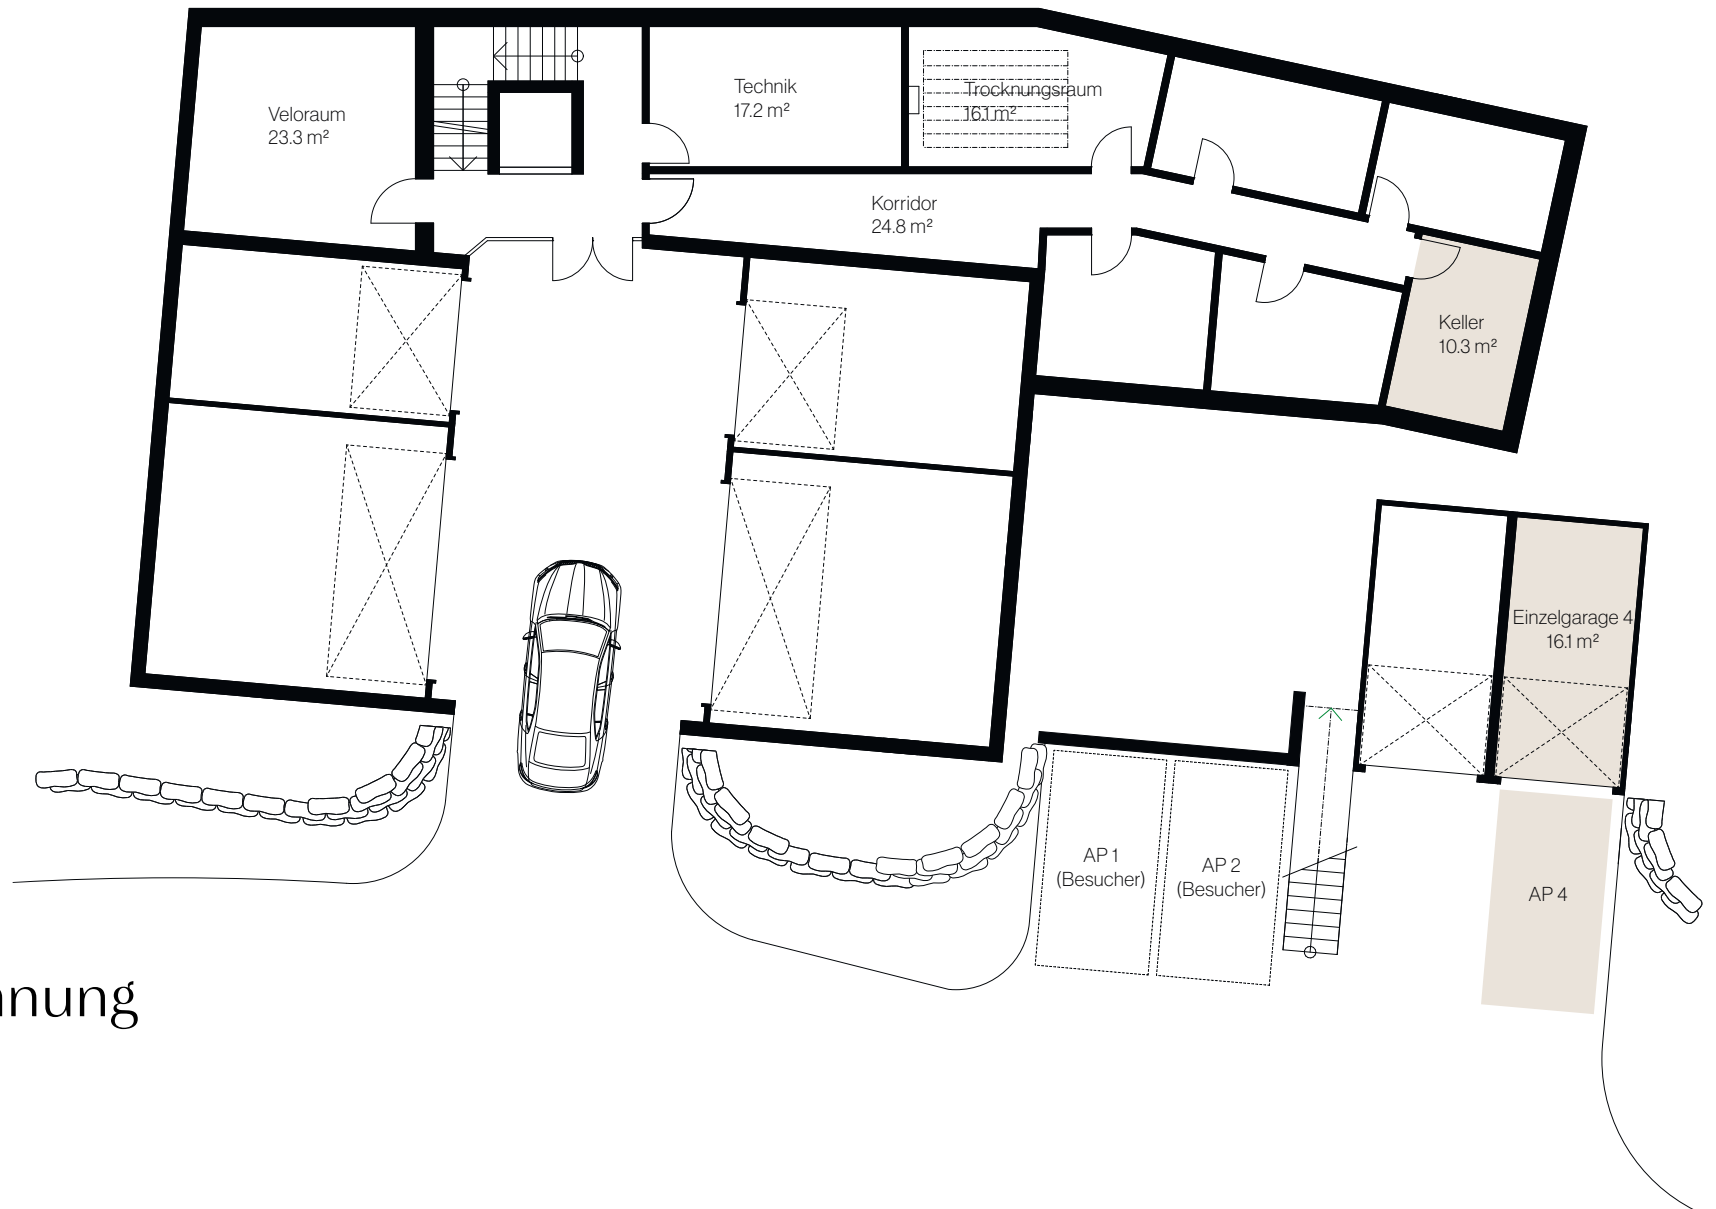 Veloraum
23.3 m²
Technik
17.2 m²
Trocknungsraum
16.1 m²
Korridor
24.8 m²
Keller
10.3 m²
Einzelgarage 4
16.1 m²
AP 1
(Besucher)
AP 2
(Besucher)
AP 4
nnung